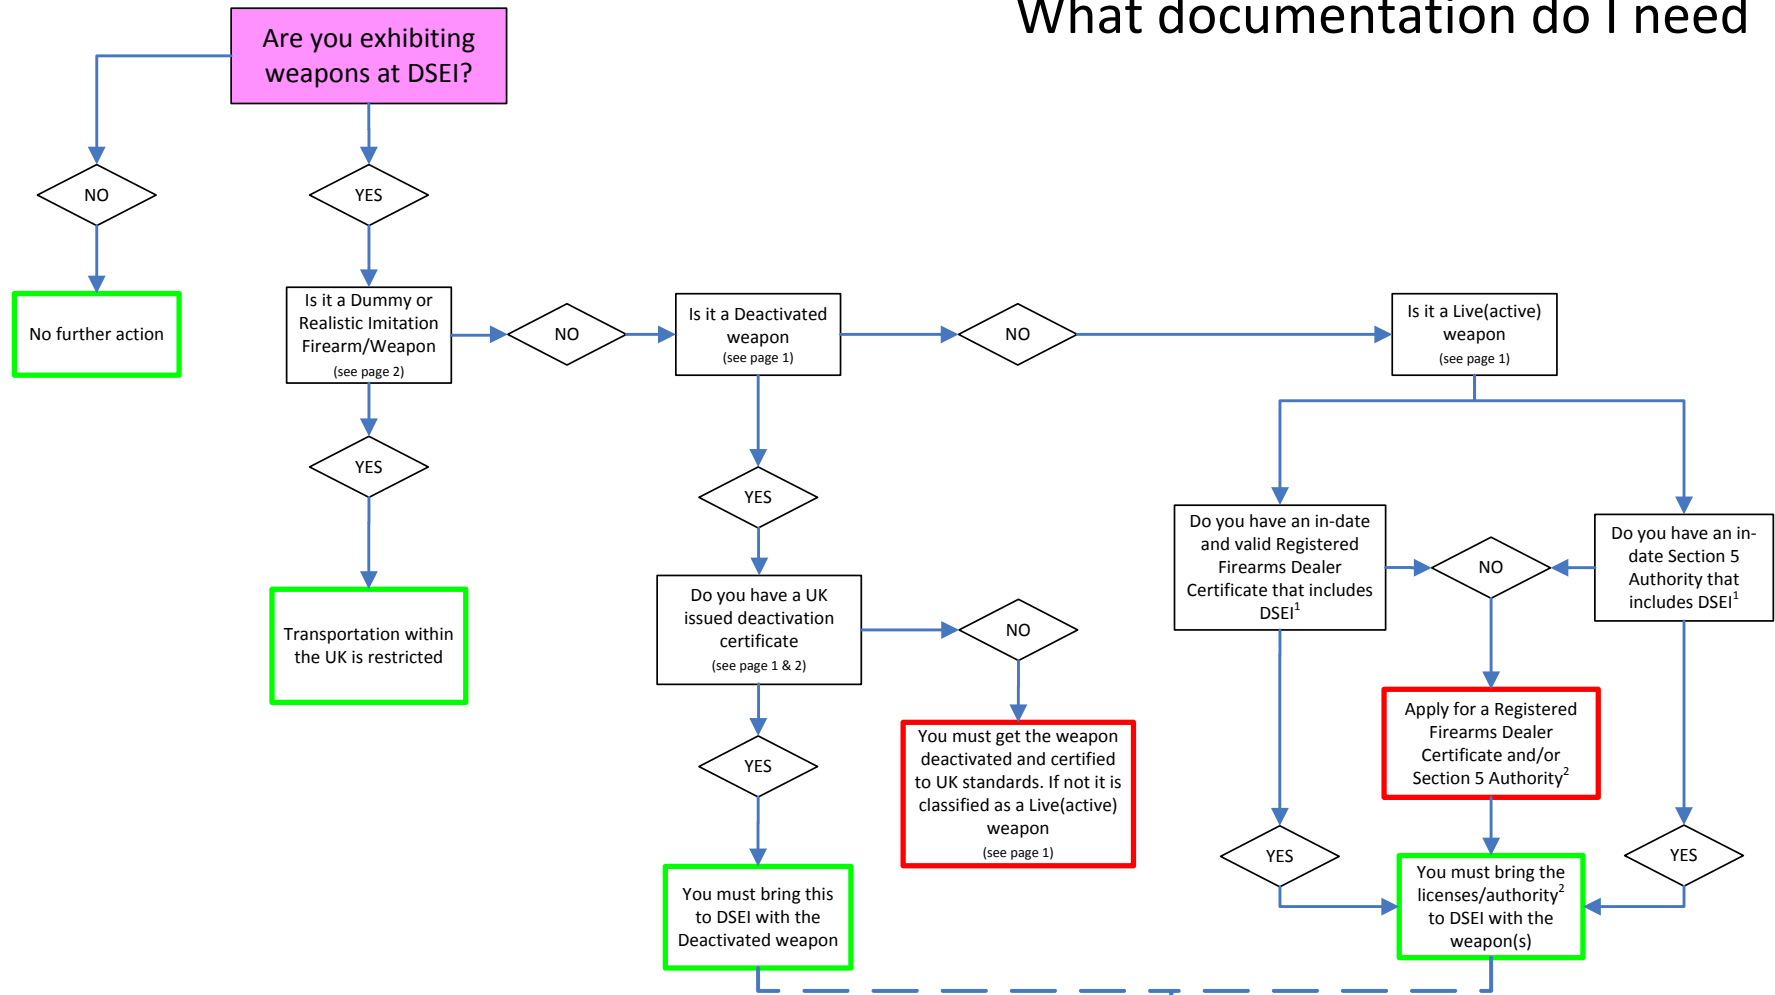 What documentation do I need
Are you exhibiting
weapons at DSEI?
NO
YES
No further action
Is it a Dummy or
Realistic Imitation
Firearm/Weapon
(see page 2)
NO
Is it a Deactivated
weapon
(see page 1)
NO
Is it a Live(active)
weapon
(see page 1)
YES
Transportation within
the UK is restricted
YES
Do you have a UK
issued deactivation
certificate
(see page 1 & 2)
NO
You must get the weapon
deactivated and certified
to UK standards. If not it is
classified as a Live(active)
weapon
(see page 1)
YES
You must bring this
to DSEI with the
Deactivated weapon
Do you have an in-date
and valid Registered
Firearms Dealer
Certificate that includes
DSEI1
NO
Do you have an in-
date Section 5
Authority that
includes DSEI1
Apply for a Registered
Firearms Dealer
Certificate and/or
Section 5 Authority2
YES
YES
You must bring the
licenses/authority2
to DSEI with the
weapon(s)